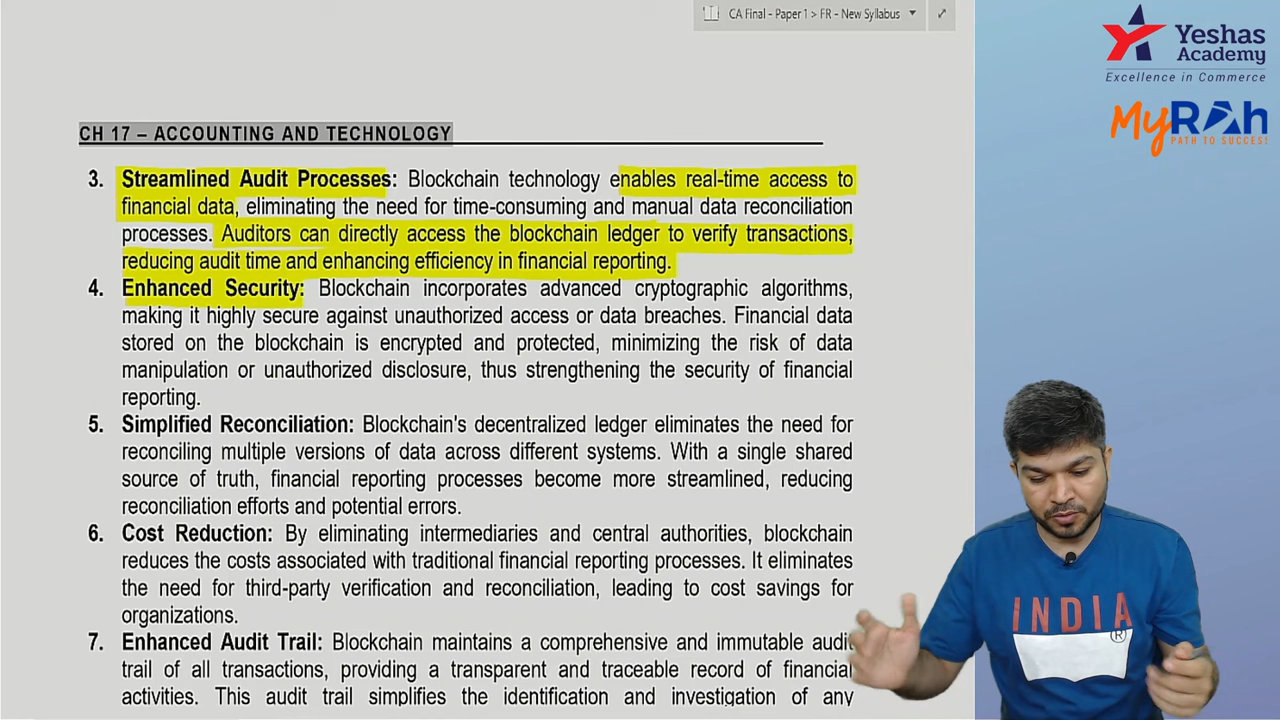 CA Final - Paper 1 > FR - New Syllabus
Yeshas
Academy
Excellence in Commerce
MyRAh
PATH TO SUCCESS
CH 17 – ACCOUNTING AND TECHNOLOGY
3. Streamlined Audit Processes: Blockchain technology enables real-time access to
financial data, eliminating the need for time-consuming and manual data reconciliation
processes. Auditors can directly access the blockchain ledger to verify transactions,
reducing audit time and enhancing efficiency in financial reporting.
4. Enhanced Security: Blockchain incorporates advanced cryptographic algorithms,
making it highly secure against unauthorized access or data breaches. Financial data
stored on the blockchain is encrypted and protected, minimizing the risk of data
manipulation or unauthorized disclosure, thus strengthening the security of financial
reporting.
5. Simplified Reconciliation: Blockchain's decentralized ledger eliminates the need for
reconciling multiple versions of data across different systems. With a single shared
source of truth, financial reporting processes become more streamlined, reducing
reconciliation efforts and potential errors.
6. Cost Reduction: By eliminating intermediaries and central authorities, blockchain
reduces the costs associated with traditional financial reporting processes. It eliminates
the need for third-party verification and reconciliation, leading to cost savings for
organizations.
7. Enhanced Audit Trail: Blockchain maintains a comprehensive and immutable audit
trail of all transactions, providing a transparent and traceable record of financial
activities. This audit trail simplifies the identification and investigation of any
INDIA
®